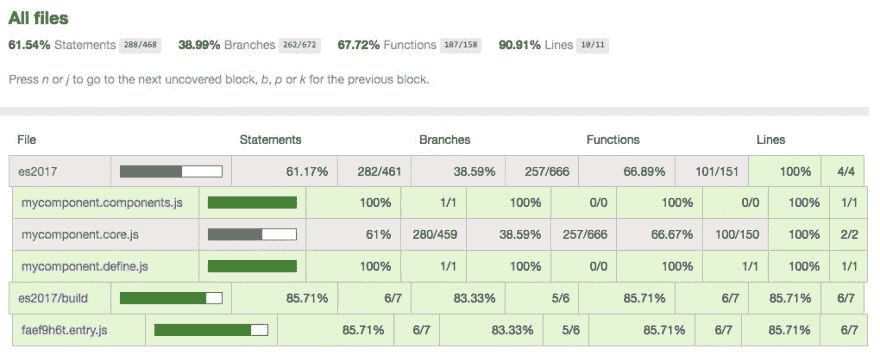 All files
61.54% Statements 288/468 38.99% Branches 262/672 67.72% Functions 107/158 90.91% Lines 10/11
Press n or j to go to the next uncovered block, b, p or k for the previous block.
File Statements Branches Functions Lines
es2017 61.17% 282/461 38.59% 257/666 66.89% 101/151 100% 4/4
mycomponent.components.js 100% 1/1 100% 0/0 100% 0/0 100% 1/1
mycomponent.core.js 61% 280/459 38.59% 257/666 66.67% 100/150 100% 2/2
mycomponent.define.js 100% 1/1 100% 0/0 100% 1/1 100% 1/1
es2017/build 85.71% 6/7 83.33% 5/6 85.71% 6/7 85.71% 6/7
faef9h6t.entry.js 85.71% 6/7 83.33% 5/6 85.71% 6/7 85.71% 6/7